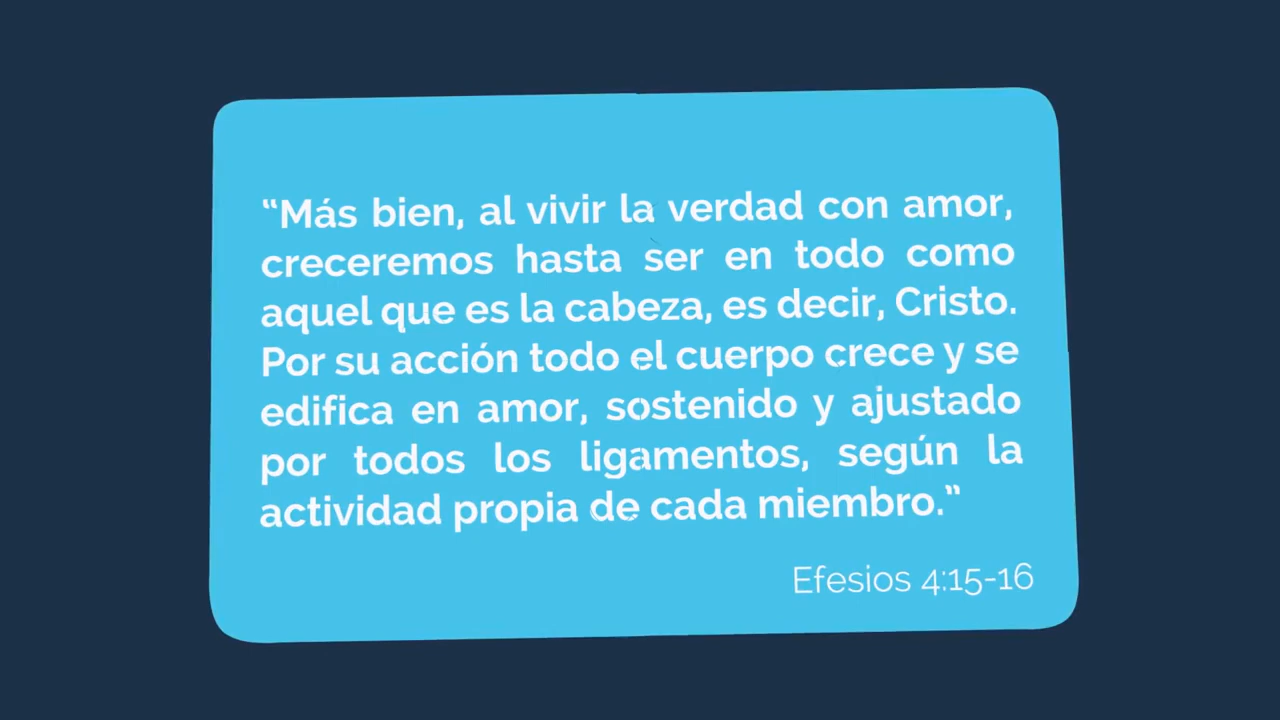 “Más bien, al vivir la verdad con amor,
creceremos hasta ser en todo como
aquel que es la cabeza, es decir, Cristo.
Por su acción todo el cuerpo crece y se
edifica en amor, sostenido y ajustado
por todos los ligamentos, según la
actividad propia de cada miembro.”
Efesios 4:15-16